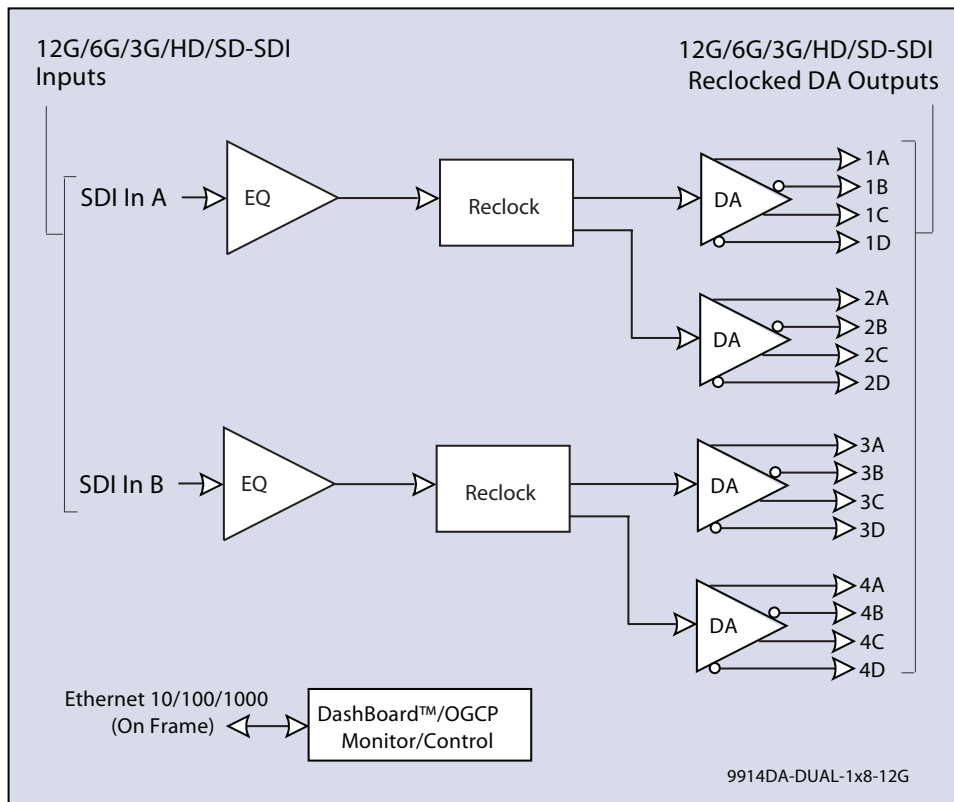 12G/6G/3G/HD/SD-SDI
Inputs
12G/6G/3G/HD/SD-SDI
Reclocked DA Outputs
SDI In A
EQ
Reclock
DA
1A
1B
1C
1D
DA
2A
2B
2C
2D
SDI In B
EQ
Reclock
DA
3A
3B
3C
3D
DA
4A
4B
4C
4D
Ethernet 10/100/1000
(On Frame)
DashBoard™/OGCP
Monitor/Control
9914DA-DUAL-1x8-12G